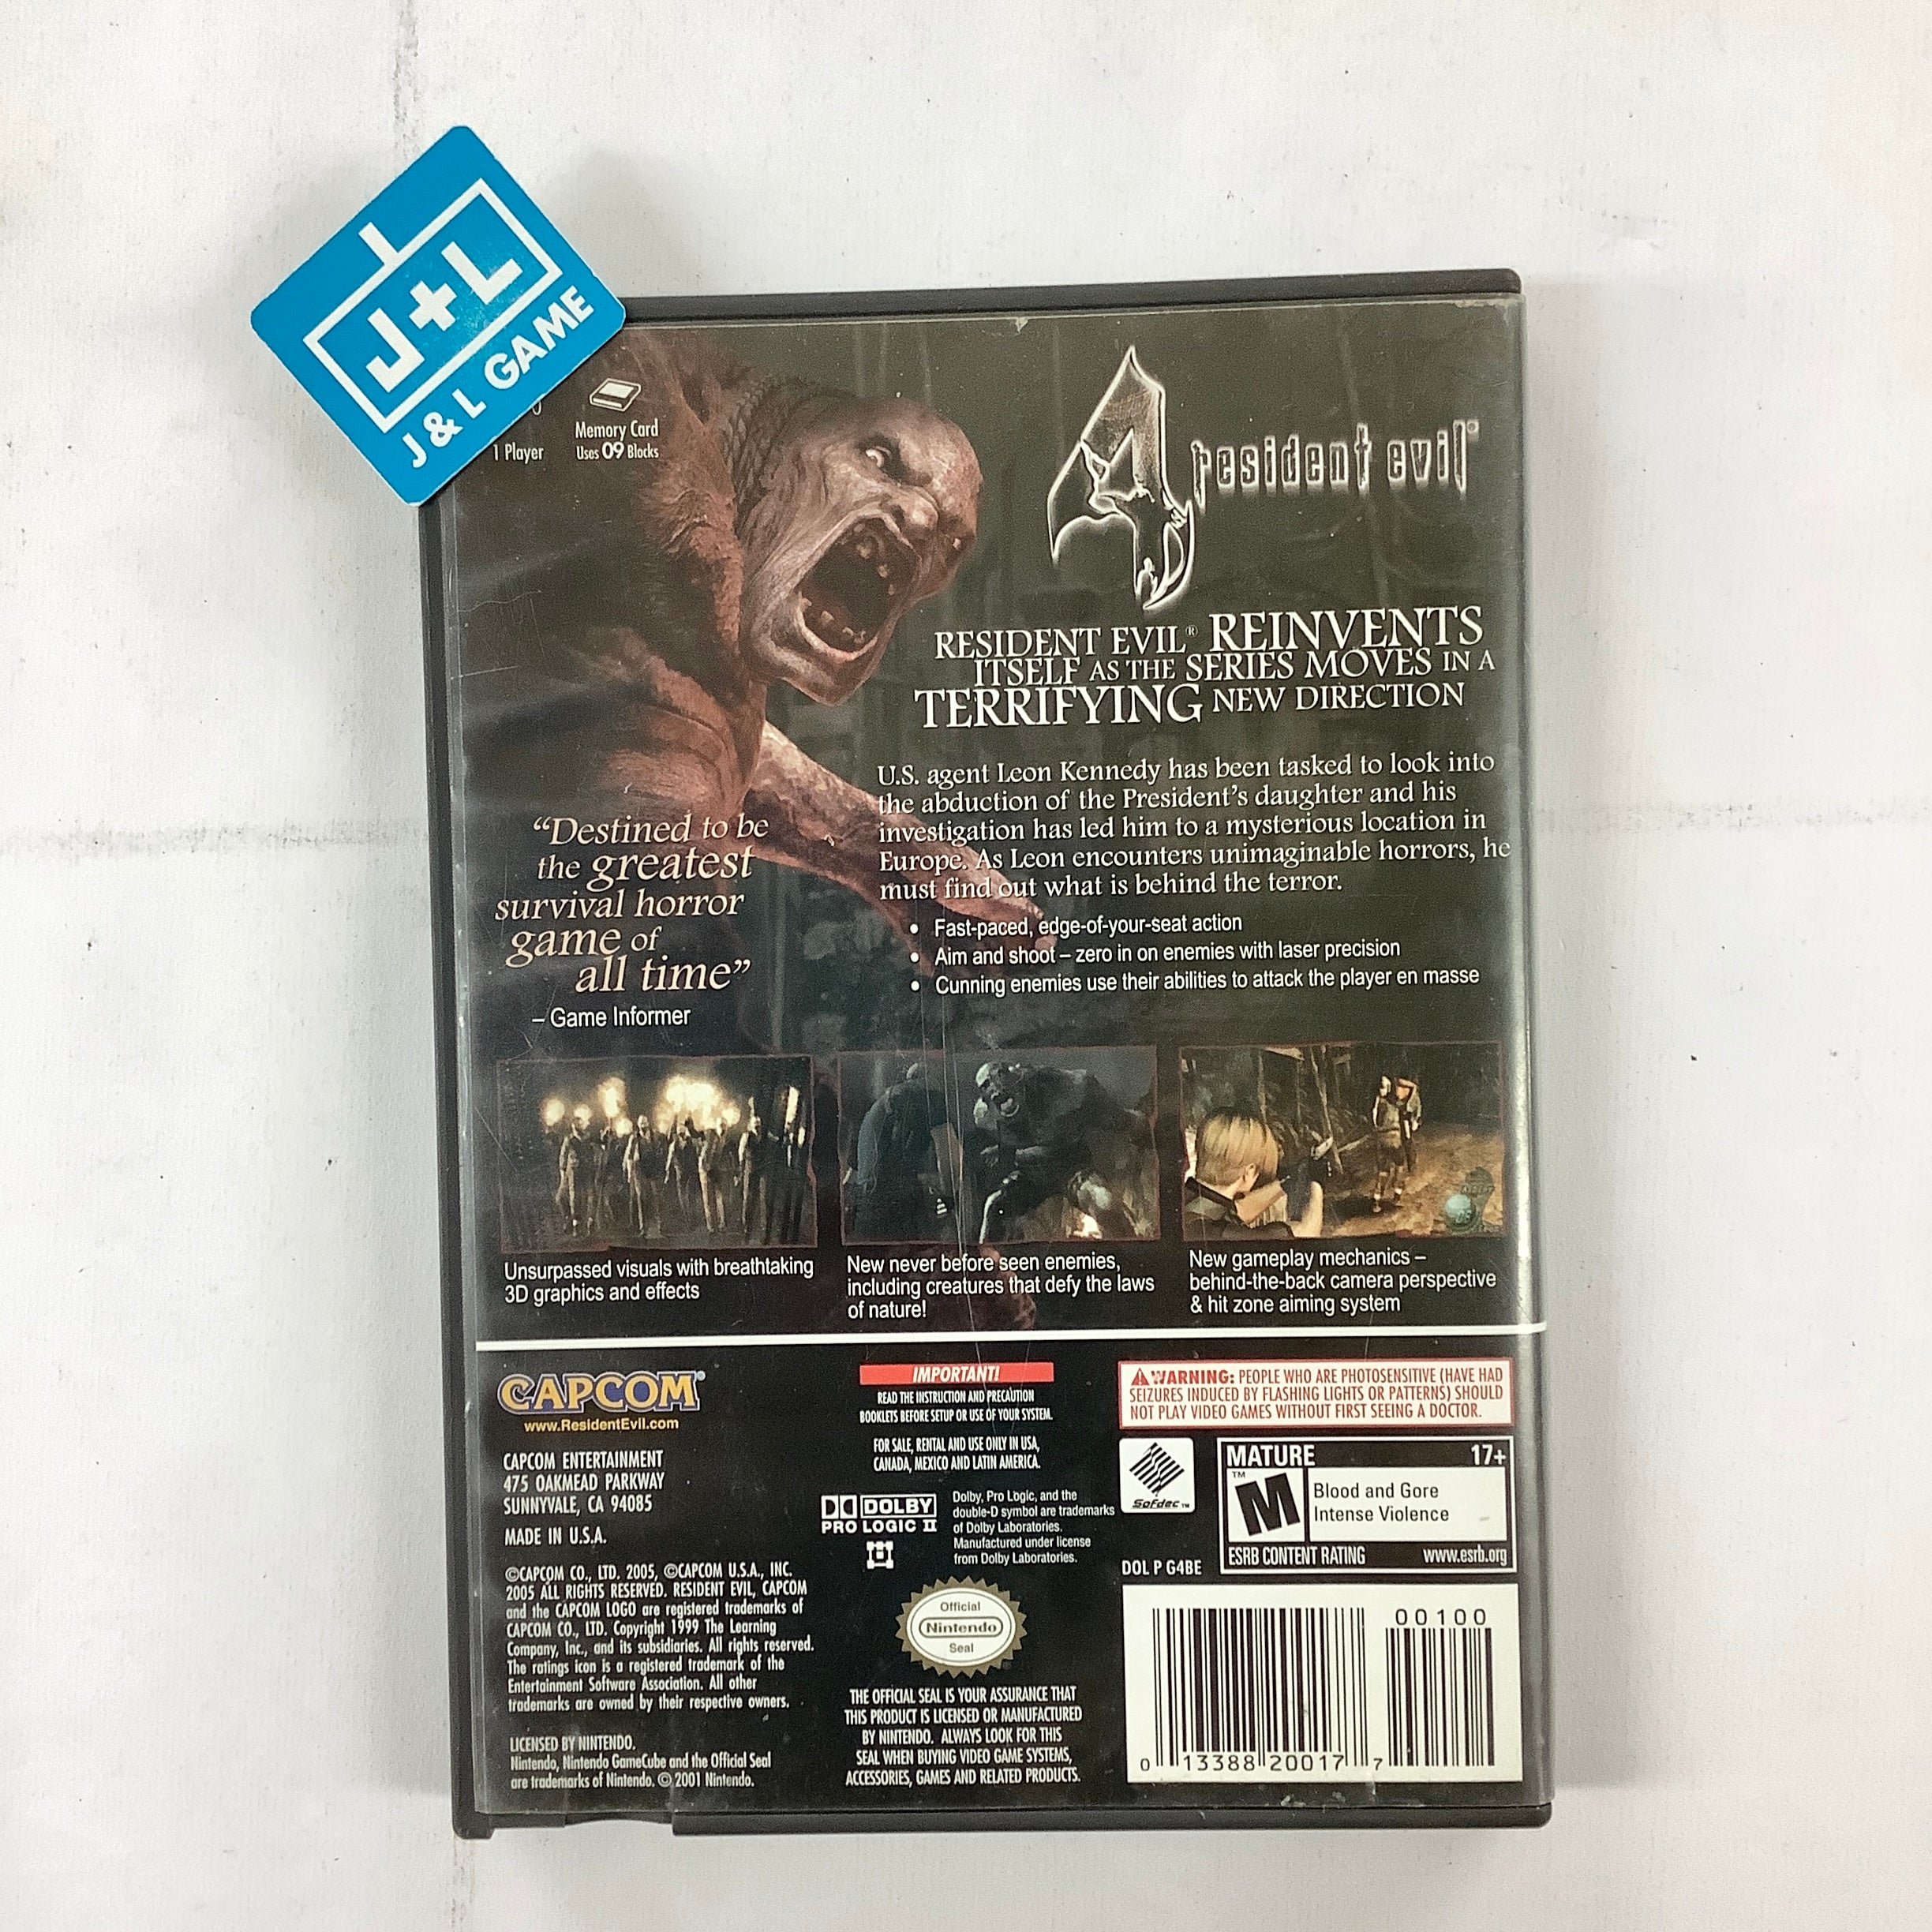 J+L
J & L GAME
1 Player
Memory Card
Uses 09 Blocks
4 resident evil®
RESIDENT EVIL® REINVENTS
ITSELF AS THE SERIES MOVES IN A
TERRIFYING NEW DIRECTION
U.S. agent Leon Kennedy has been tasked to look into
the abduction of the President's daughter and his
investigation has led him to a mysterious location in
Europe. As Leon encounters unimaginable horrors, he
must find out what is behind the terror.
• Fast-paced, edge-of-your-seat action
• Aim and shoot – zero in on enemies with laser precision
• Cunning enemies use their abilities to attack the player en masse
“Destined to be
the greatest
survival horror
game of
all time”
– Game Informer
Unsurpassed visuals with breathtaking
3D graphics and effects
New never before seen enemies,
including creatures that defy the laws
of nature!
New gameplay mechanics –
behind-the-back camera perspective
& hit zone aiming system
CAPCOM®
www.ResidentEvil.com
CAPCOM ENTERTAINMENT
475 OAKMEAD PARKWAY
SUNNYVALE, CA 94085
MADE IN U.S.A.
©CAPCOM CO., LTD. 2005, ©CAPCOM U.S.A., INC.
2005 ALL RIGHTS RESERVED. RESIDENT EVIL, CAPCOM
and the CAPCOM LOGO are registered trademarks of
CAPCOM CO., LTD. Copyright 1999 The Learning
Company, Inc., and its subsidiaries. All rights reserved.
The ratings icon is a registered trademark of the
Entertainment Software Association. All other
trademarks are owned by their respective owners.
LICENSED BY NINTENDO.
Nintendo, Nintendo GameCube and the Official Seal
are trademarks of Nintendo. © 2001 Nintendo.
IMPORTANT!
READ THE INSTRUCTION AND PRECAUTION
BOOKLETS BEFORE SETUP OR USE OF YOUR SYSTEM.
FOR SALE, RENTAL AND USE ONLY IN USA,
CANADA, MEXICO AND LATIN AMERICA.
DOLBY
PRO LOGIC II
Dolby, Pro Logic, and the
double-D symbol are trademarks
of Dolby Laboratories.
Manufactured under license
from Dolby Laboratories.
Official
Nintendo
Seal
THE OFFICIAL SEAL IS YOUR ASSURANCE THAT
THIS PRODUCT IS LICENSED OR MANUFACTURED
BY NINTENDO. ALWAYS LOOK FOR THIS
SEAL WHEN BUYING VIDEO GAME SYSTEMS,
ACCESSORIES, GAMES AND RELATED PRODUCTS.
WARNING: PEOPLE WHO ARE PHOTOSENSITIVE (HAVE HAD
SEIZURES INDUCED BY FLASHING LIGHTS OR PATTERNS) SHOULD
NOT PLAY VIDEO GAMES WITHOUT FIRST SEEING A DOCTOR.
Sofdec™
MATURE 17+
™
M
Blood and Gore
Intense Violence
ESRB CONTENT RATING www.esrb.org
DOL P G4BE
00100
0 13388 20017 7